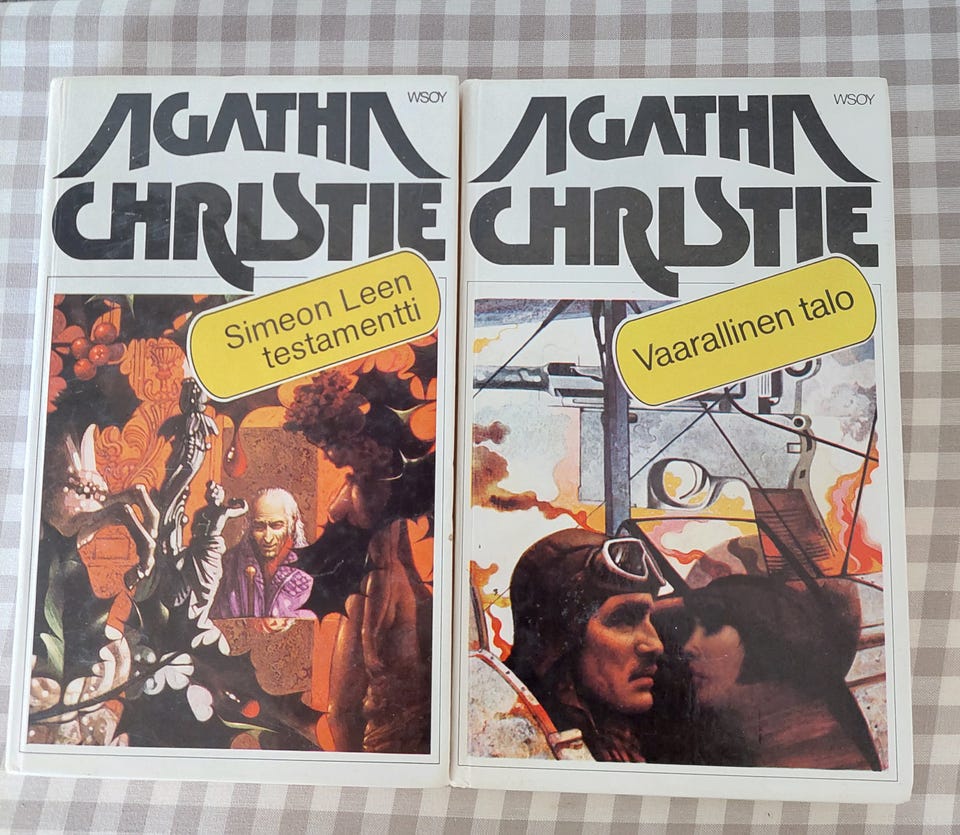 AGATHA
WSOY
CHRISTIE
Simeon Leen
testamentti
AGATHA
WSOY
CHRISTIE
Vaarallinen talo